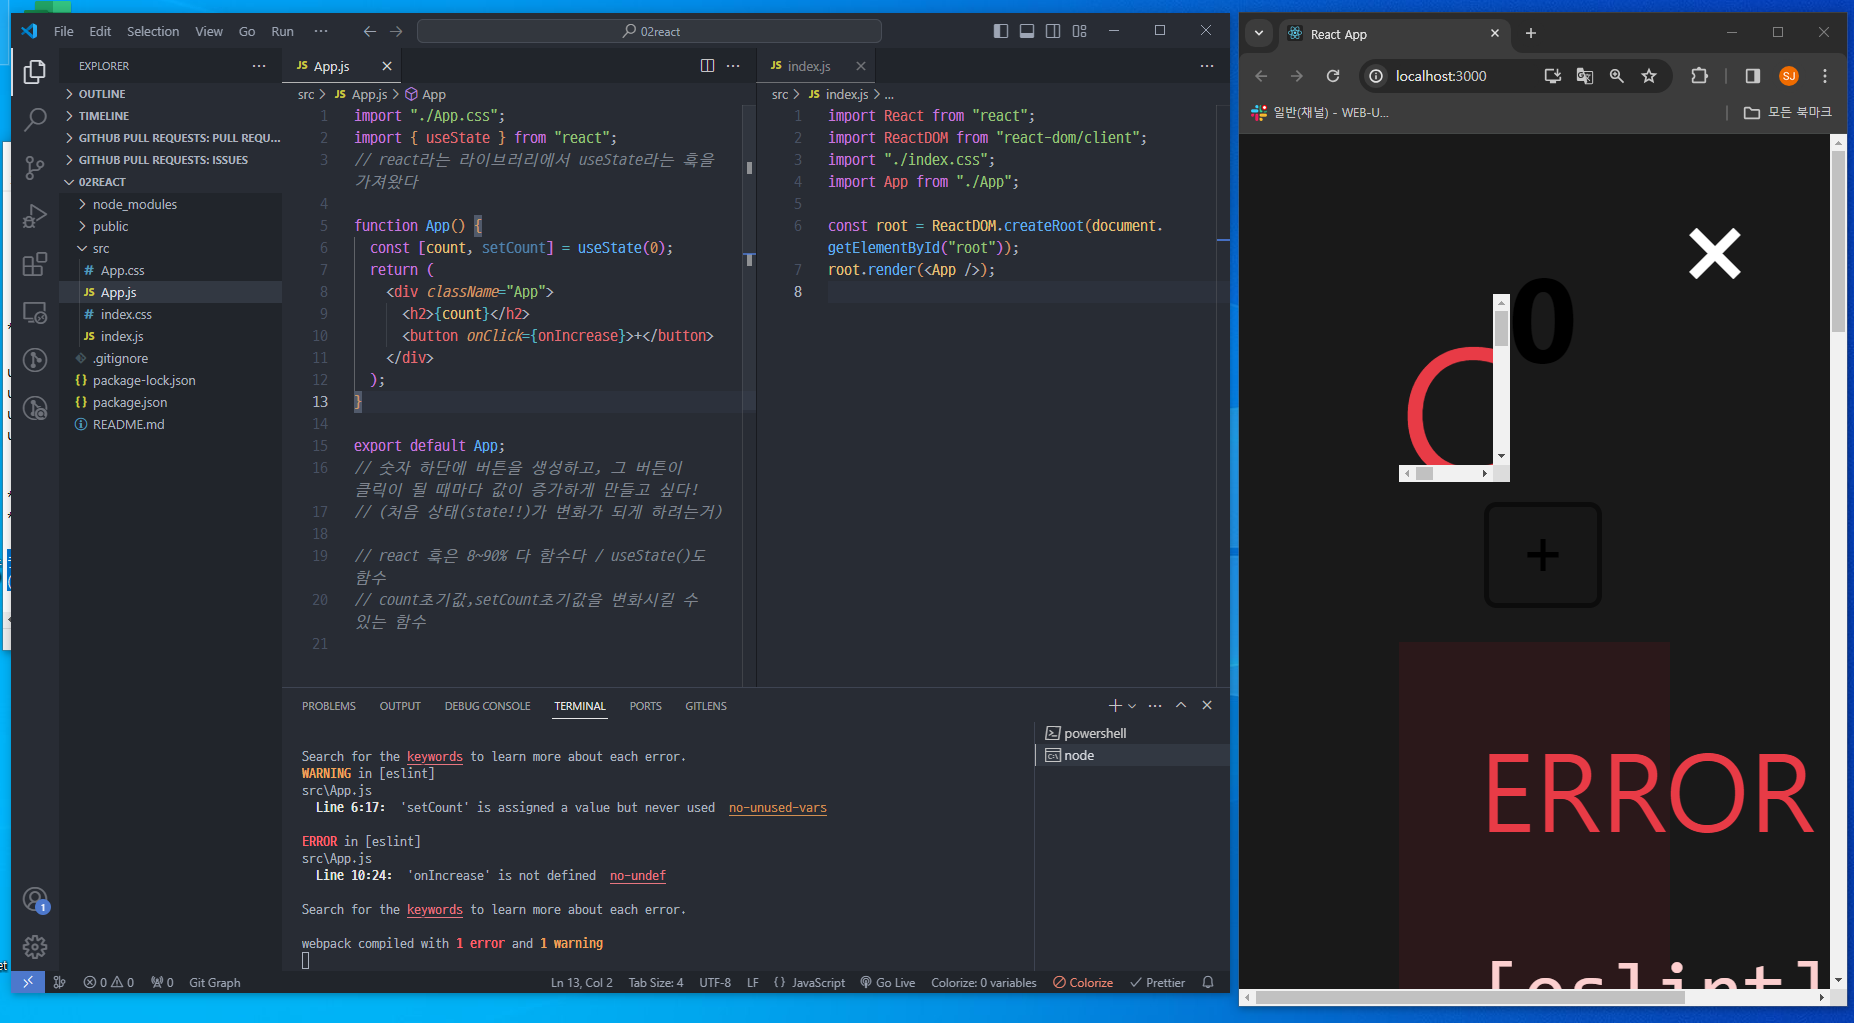 File Edit Selection View Go Run ···
02react
EXPLORER ···
OUTLINE
TIMELINE
GITHUB PULL REQUESTS: PULL REQU...
GITHUB PULL REQUESTS: ISSUES
02REACT
node_modules
public
src
# App.css
JS App.js
# index.css
JS index.js
.gitignore
{} package-lock.json
{} package.json
README.md
JS App.js
src > JS App.js > App
1 import "./App.css";
2 import { useState } from "react";
3 // react라는 라이브러리에서 useState라는 훅을
가져왔다
4
5 function App() {
6 const [count, setCount] = useState(0);
7 return (
8 <div className="App">
9 <h2>{count}</h2>
10 <button onClick={onIncrease}>+</button>
11 </div>
12 );
13 }
14
15 export default App;
16 // 숫자 하단에 버튼을 생성하고, 그 버튼이
클릭이 될 때마다 값이 증가하게 만들고 싶다!
17 // (처음 상태(state!!)가 변화가 되게 하려는거)
18
19 // react 훅은 8~90% 다 함수다 / useState()도
함수
20 // count초기값,setCount초기값을 변화시킬 수
있는 함수
21
JS index.js
src > JS index.js > ...
1 import React from "react";
2 import ReactDOM from "react-dom/client";
3 import "./index.css";
4 import App from "./App";
5
6 const root = ReactDOM.createRoot(document.
getElementById("root"));
7 root.render(<App />);
8
PROBLEMS OUTPUT DEBUG CONSOLE TERMINAL PORTS GITLENS
Search for the keywords to learn more about each error.
WARNING in [eslint]
src\App.js
Line 6:17: 'setCount' is assigned a value but never used no-unused-vars
ERROR in [eslint]
src\App.js
Line 10:24: 'onIncrease' is not defined no-undef
Search for the keywords to learn more about each error.
webpack compiled with 1 error and 1 warning
powershell
node
1
0 0 0 Git Graph
Ln 13, Col 2 Tab Size: 4 UTF-8 LF {} JavaScript Go Live Colorize: 0 variables Colorize Prettier
React App
localhost:3000
SJ
일반(채널) - WEB-U...
모든 북마크
0
C
+
ERROR
[eslint]